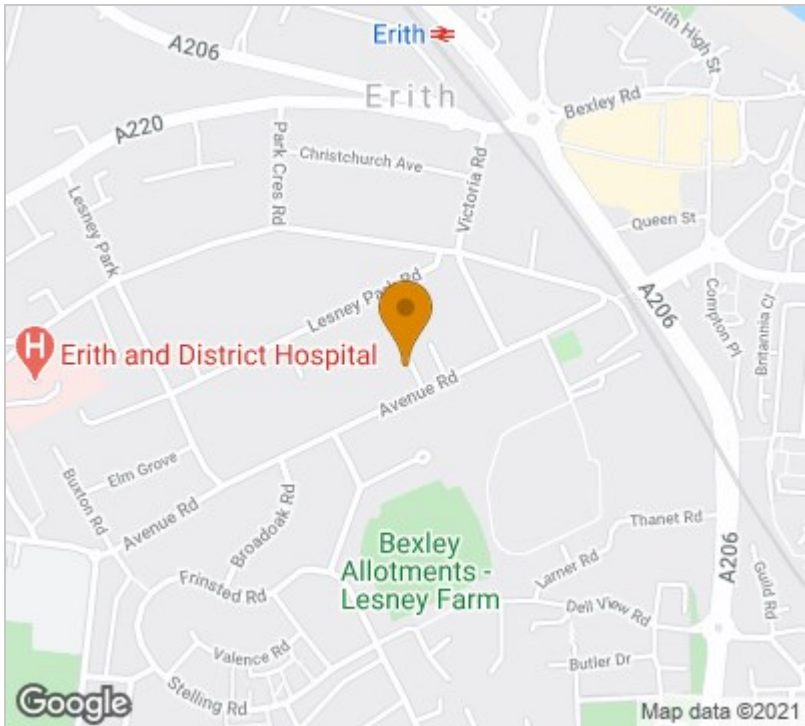 A206
Erith
Erith High St
Erith
Bexley Rd
A220
Park Cres Rd
Christchurch Ave
Victoria Rd
Lesney Park
Queen St
Lesney Park Rd
A206
Compton Pl
Britannia Cl
H
Erith and District Hospital
Avenue Rd
Elm Grove
Buxton Rd
Avenue Rd
Broadoak Rd
Thanet Rd
Bexley
Allotments -
Lesney Farm
Larner Rd
A206
Guild Rd
Frinsted Rd
Dell View Rd
Valence Rd
Butler Dr
Stelling Rd
Google
Map data ©2021